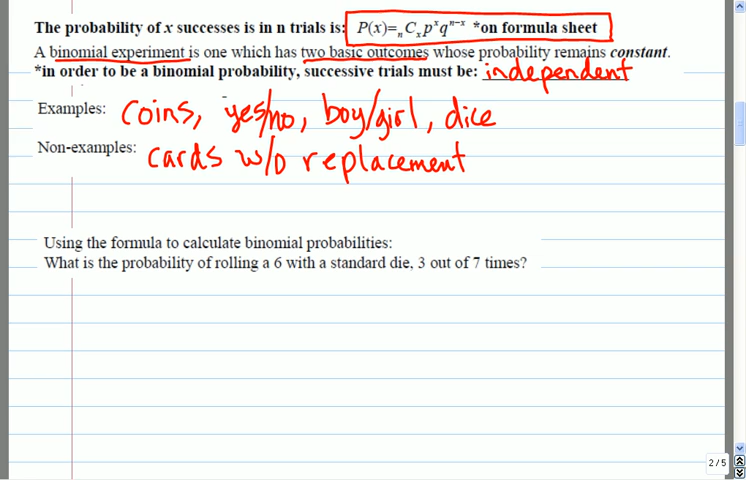 The probability of x successes is in n trials is: P(x)=ₙCₓpˣqⁿ⁻ˣ *on formula sheet
A binomial experiment is one which has two basic outcomes whose probability remains constant.
*in order to be a binomial probability, successive trials must be: independent
Examples: coins, yes/no, boy/girl, dice
Non-examples: cards w/o replacement
Using the formula to calculate binomial probabilities:
What is the probability of rolling a 6 with a standard die, 3 out of 7 times?
2/5